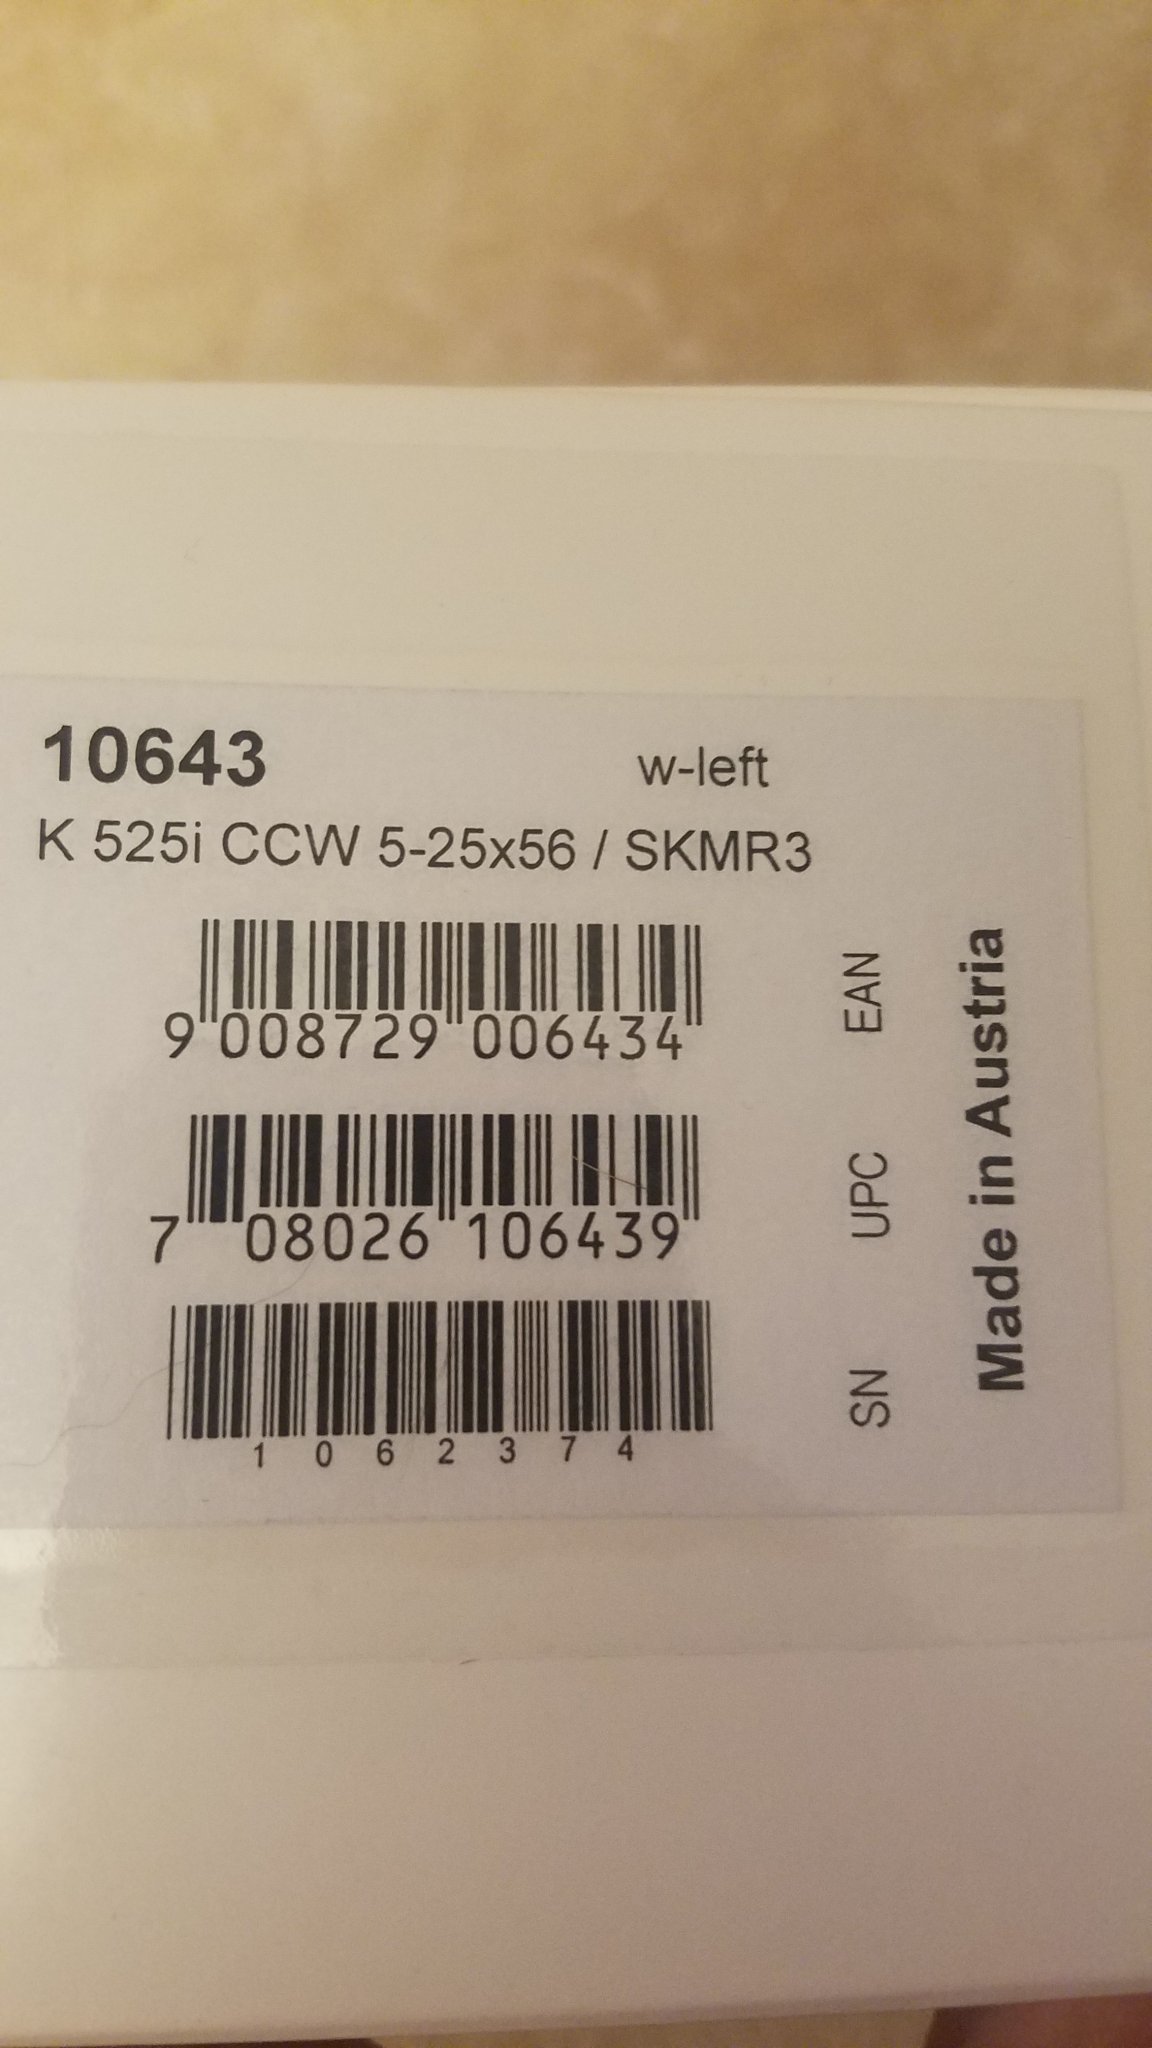 10643 w-left
K 525i CCW 5-25x56 / SKMR3
9 008729 006434 EAN
7 08026 106439 UPC
1 0 6 2 3 7 4 SN
Made in Austria